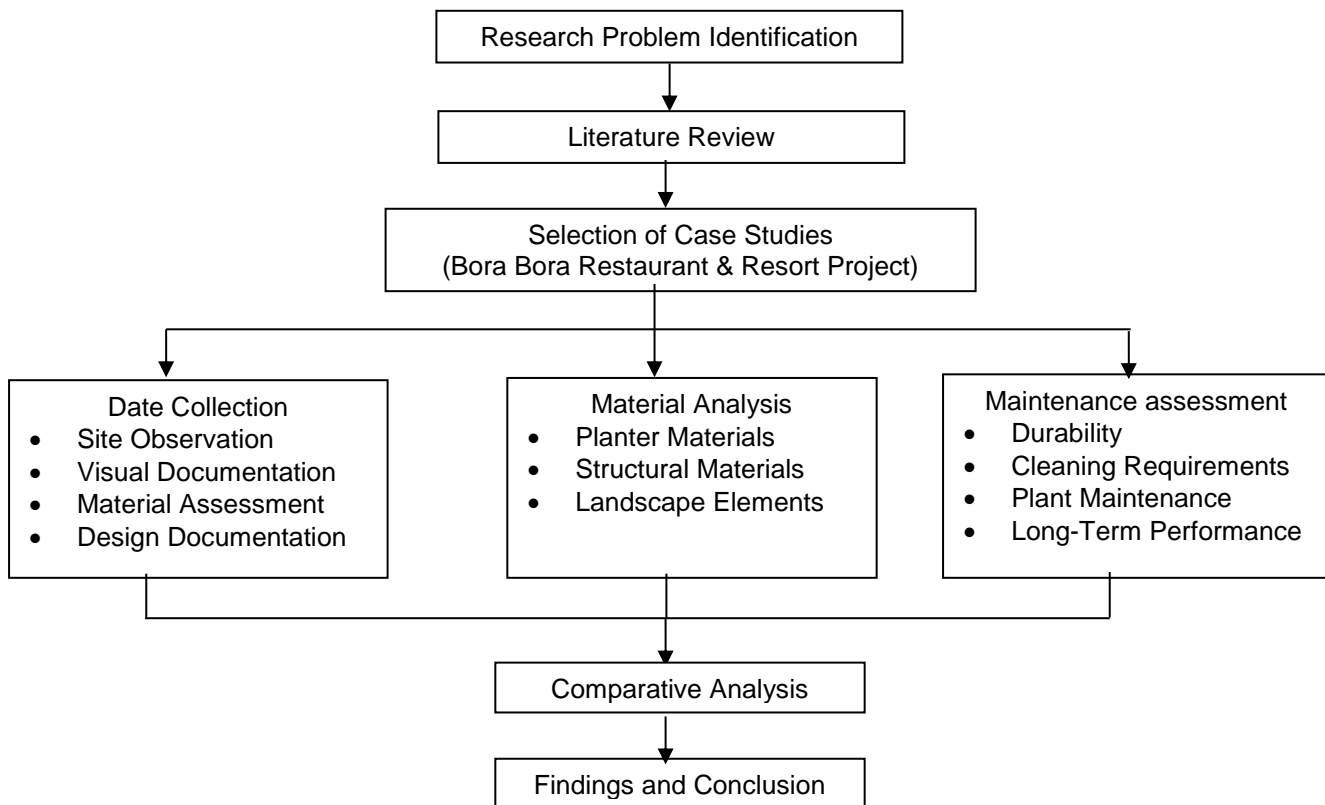 Research Problem Identification
Literature Review
Selection of Case Studies
(Bora Bora Restaurant & Resort Project)
Date Collection
• Site Observation
• Visual Documentation
• Material Assessment
• Design Documentation
Material Analysis
• Planter Materials
• Structural Materials
• Landscape Elements
Maintenance assessment
• Durability
• Cleaning Requirements
• Plant Maintenance
• Long-Term Performance
Comparative Analysis
Findings and Conclusion